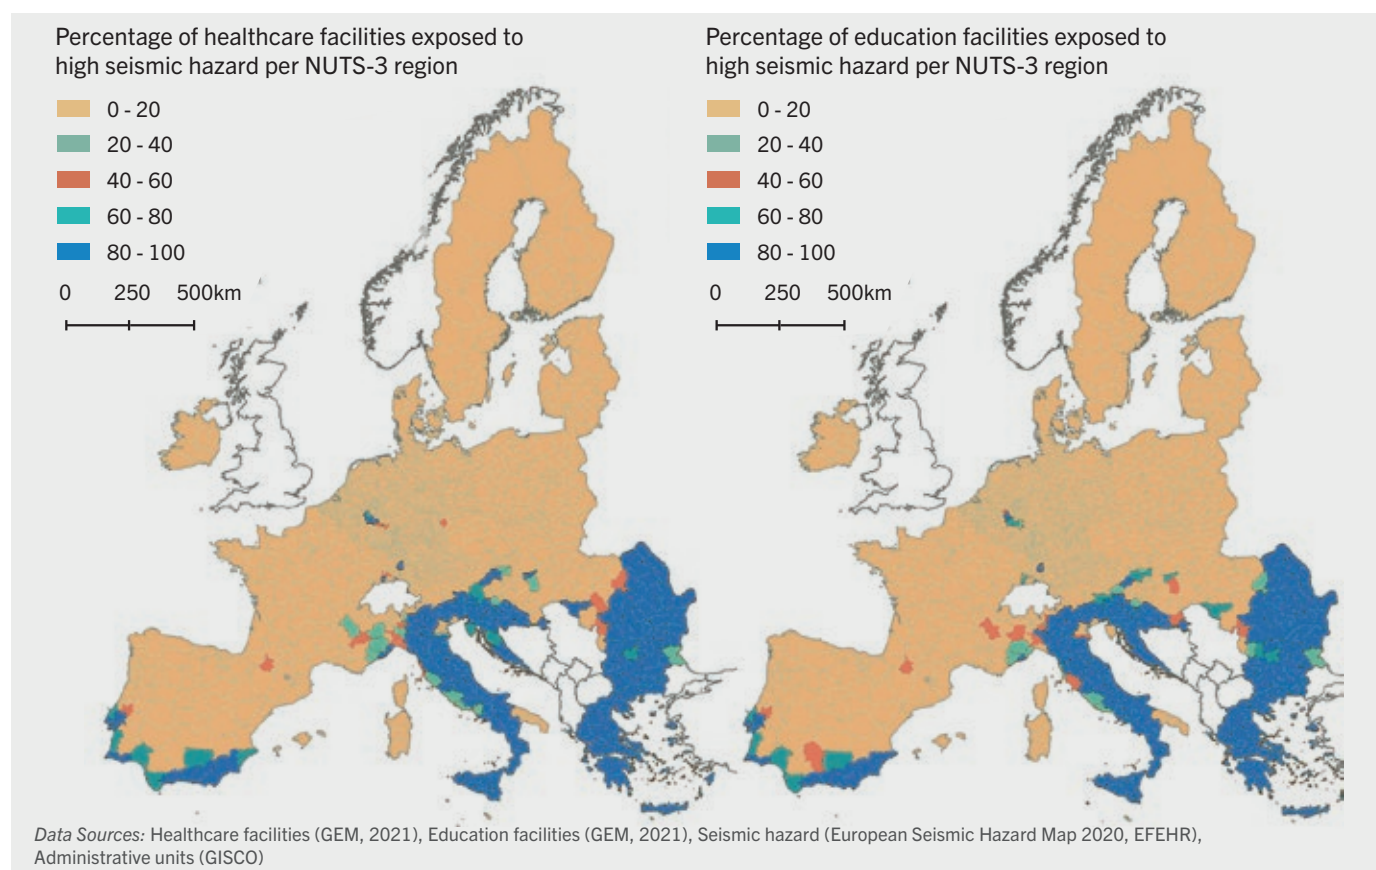 Percentage of healthcare facilities exposed to
high seismic hazard per NUTS-3 region
0 - 20
20 - 40
40 - 60
60 - 80
80 - 100
0 250 500km
Percentage of education facilities exposed to
high seismic hazard per NUTS-3 region
0 - 20
20 - 40
40 - 60
60 - 80
80 - 100
0 250 500km
Data Sources: Healthcare facilities (GEM, 2021), Education facilities (GEM, 2021), Seismic hazard (European Seismic Hazard Map 2020, EFEHR),
Administrative units (GISCO)